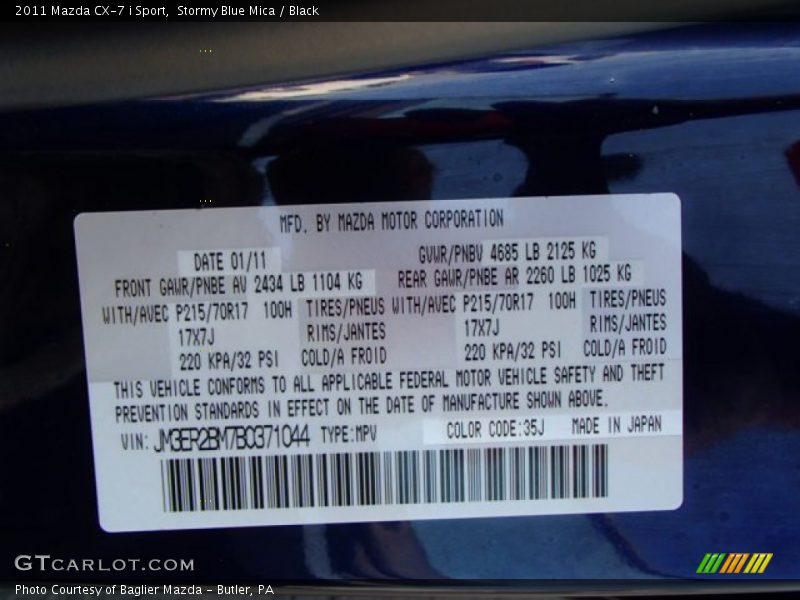 2011 Mazda CX-7 i Sport, Stormy Blue Mica / Black
MFD. BY MAZDA MOTOR CORPORATION
DATE 01/11 GVWR/PNBV 4685 LB 2125 KG
FRONT GAWR/PNBE AV 2434 LB 1104 KG REAR GAWR/PNBE AR 2260 LB 1025 KG
WITH/AVEC P215/70R17 100H TIRES/PNEUS WITH/AVEC P215/70R17 100H TIRES/PNEUS
17X7J RIMS/JANTES 17X7J RIMS/JANTES
220 KPA/32 PSI COLD/A FROID 220 KPA/32 PSI COLD/A FROID
THIS VEHICLE CONFORMS TO ALL APPLICABLE FEDERAL MOTOR VEHICLE SAFETY AND THEFT
PREVENTION STANDARDS IN EFFECT ON THE DATE OF MANUFACTURE SHOWN ABOVE.
VIN: JM3ER2BM7B0371044 TYPE:MPV COLOR CODE:35J MADE IN JAPAN
GTCARLOT.COM
Photo Courtesy of Baglier Mazda - Butler, PA